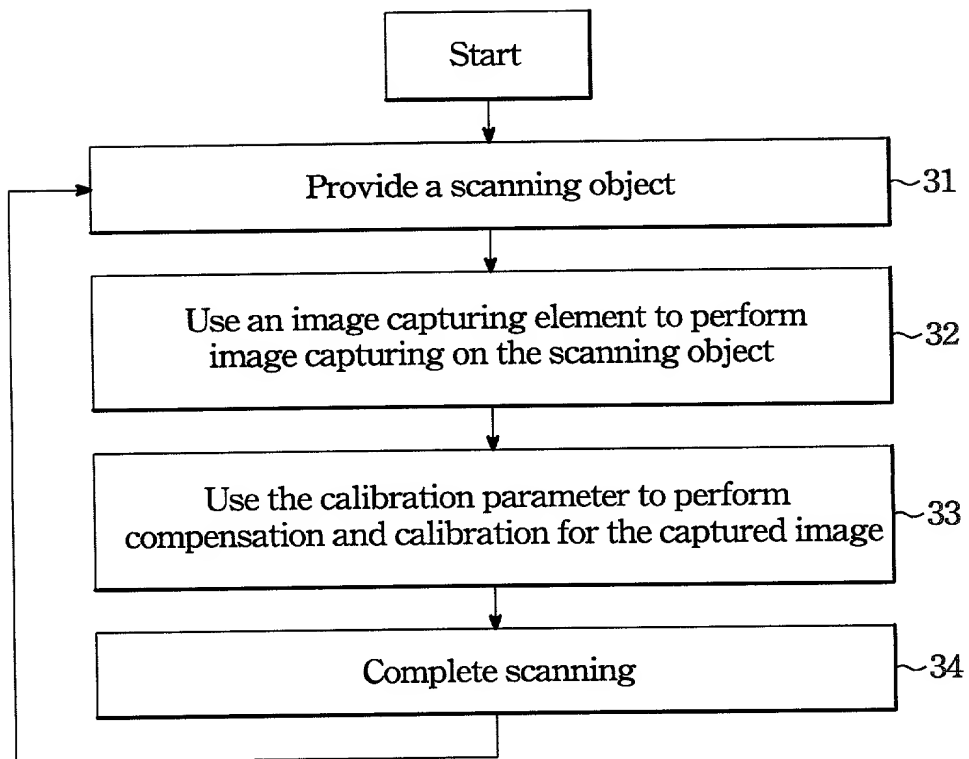 Start
Provide a scanning object
31
Use an image capturing element to perform
image capturing on the scanning object
32
Use the calibration parameter to perform
compensation and calibration for the captured image
33
Complete scanning
34